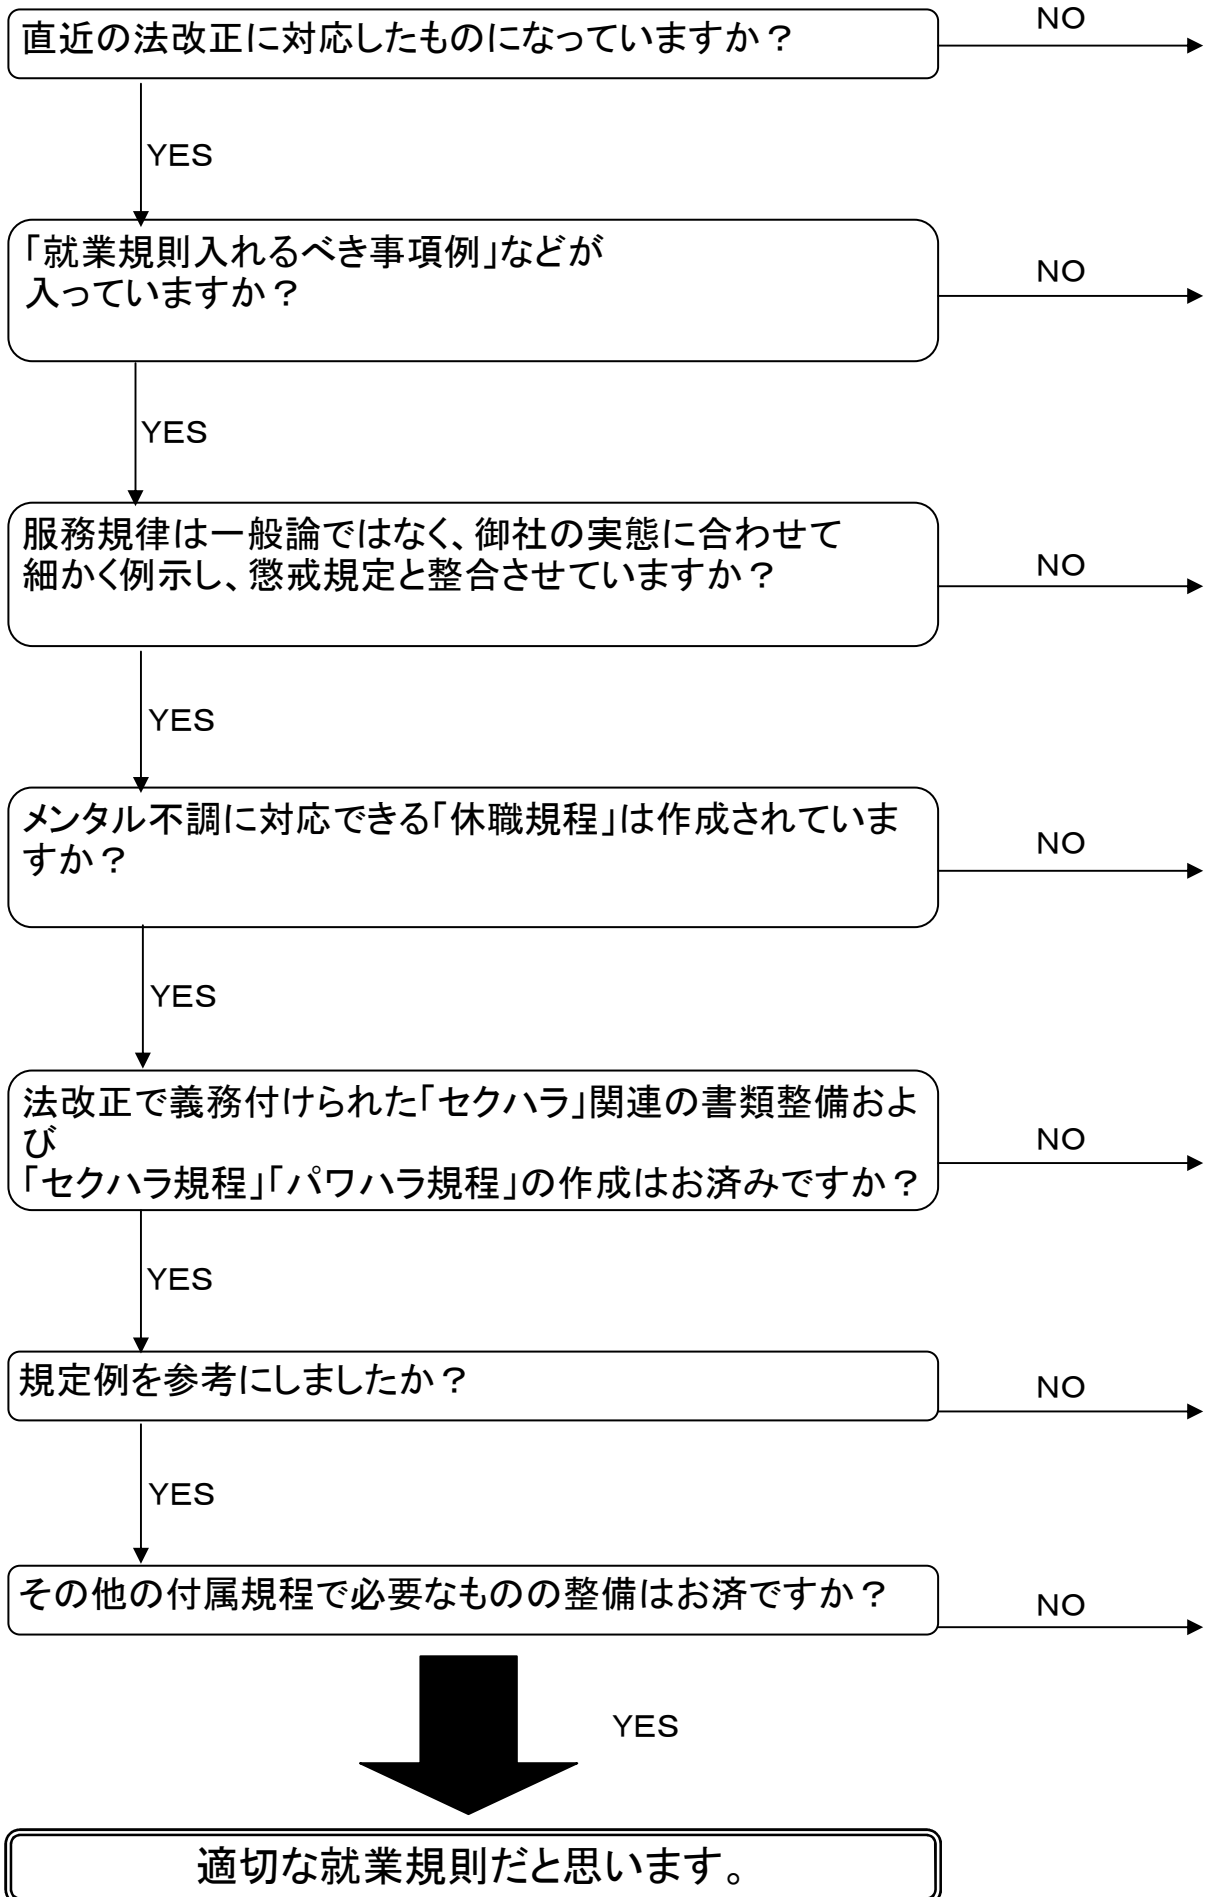 直近の法改正に対応したものになっていますか？
NO
YES
「就業規則入れるべき事項例」などが
入っていますか？
NO
YES
服務規律は一般論ではなく、御社の実態に合わせて
細かく例示し、懲戒規定と整合させていますか？
NO
YES
メンタル不調に対応できる「休職規程」は作成されていま
すか？
NO
YES
法改正で義務付けられた「セクハラ」関連の書類整備およ
び
「セクハラ規程」「パワハラ規程」の作成はお済みですか？
NO
YES
規定例を参考にしましたか？
NO
YES
その他の付属規程で必要なものの整備はお済ですか？
NO
YES
適切な就業規則だと思います。